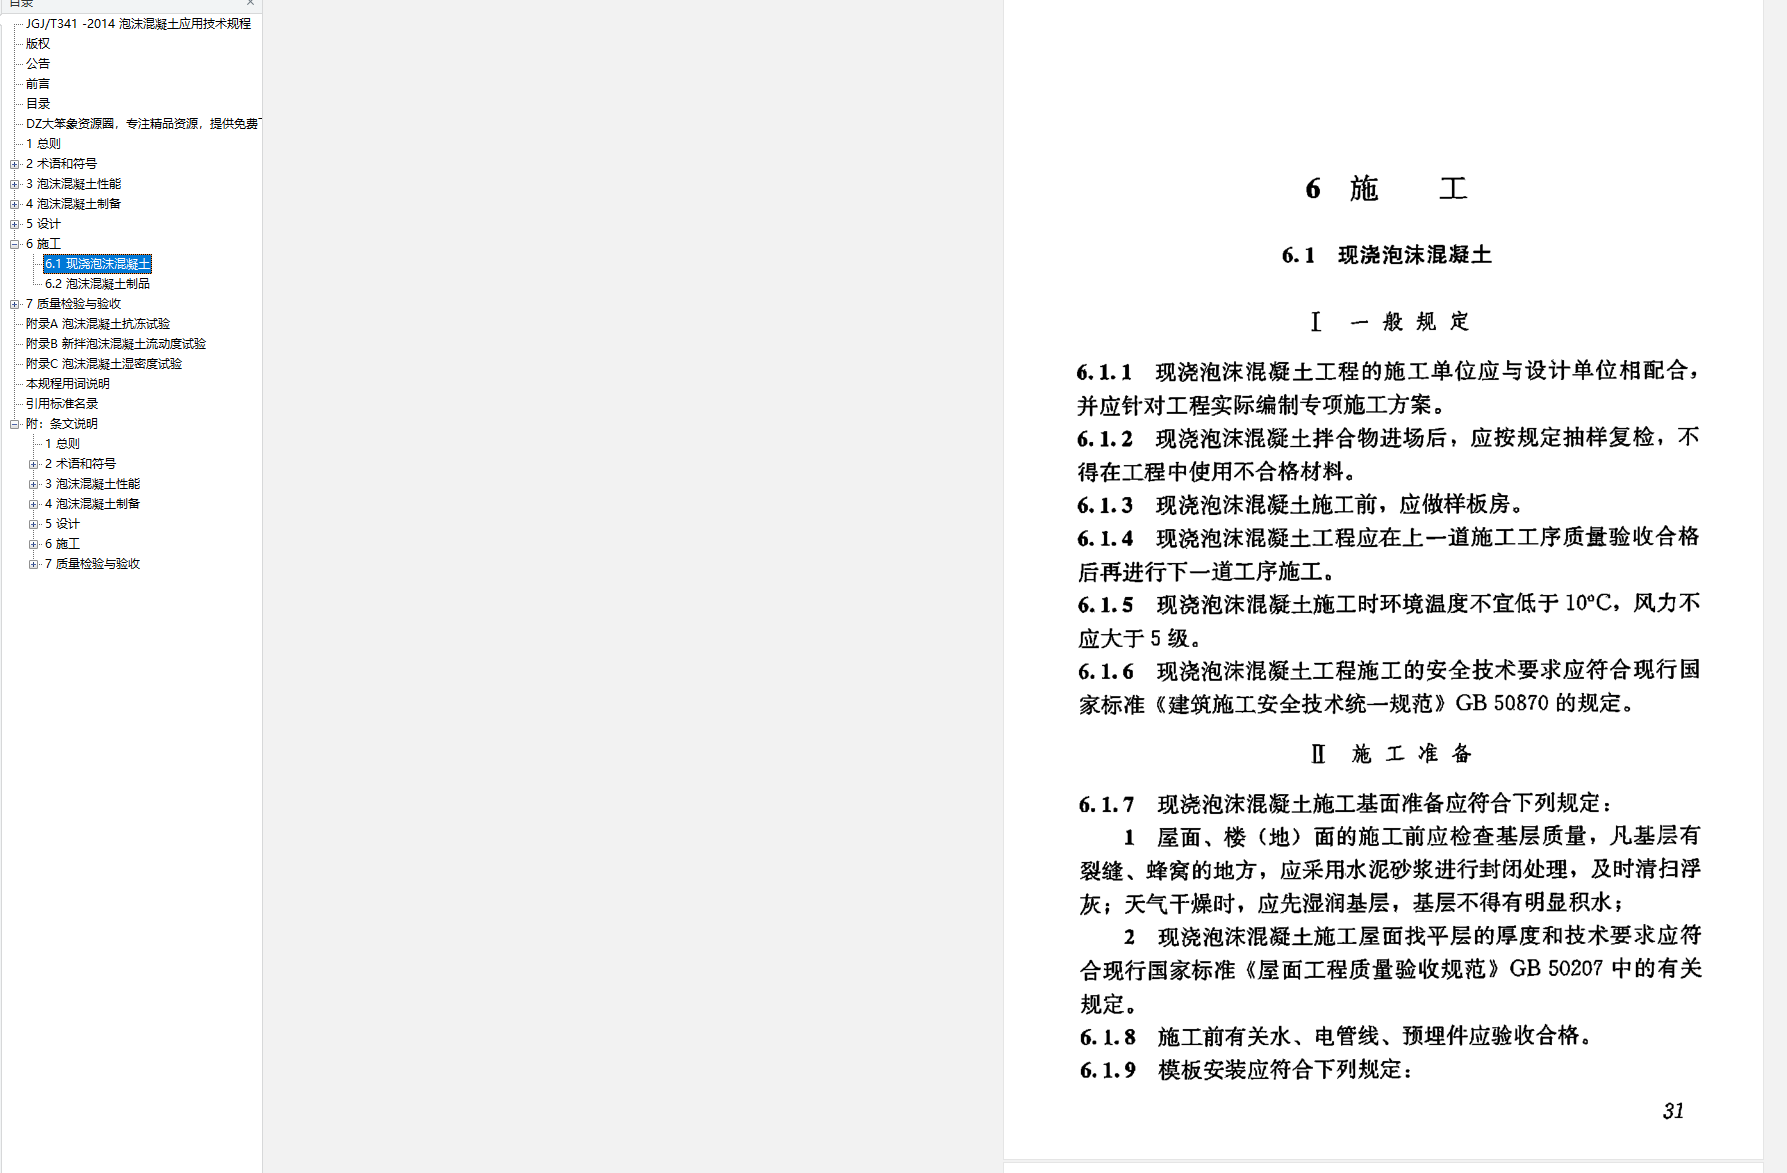 目录
JGJ/T341 -2014 泡沫混凝土应用技术规程
版权
公告
前言
目录
DZ大笨象资源圈，专注精品资源，提供免费
1 总则
2 术语和符号
3 泡沫混凝土性能
4 泡沫混凝土制备
5 设计
6 施工
6.1 现浇泡沫混凝土
6.2 泡沫混凝土制品
7 质量检验与验收
附录A 泡沫混凝土抗冻试验
附录B 新拌泡沫混凝土流动度试验
附录C 泡沫混凝土湿密度试验
本规程用词说明
引用标准名录
附：条文说明
1 总则
2 术语和符号
3 泡沫混凝土性能
4 泡沫混凝土制备
5 设计
6 施工
7 质量检验与验收
6 施 工
6.1 现浇泡沫混凝土
Ⅰ 一般规定
6.1.1 现浇泡沫混凝土工程的施工单位应与设计单位相配合，
并应针对工程实际编制专项施工方案。
6.1.2 现浇泡沫混凝土拌合物进场后，应按规定抽样复检，不
得在工程中使用不合格材料。
6.1.3 现浇泡沫混凝土施工前，应做样板房。
6.1.4 现浇泡沫混凝土工程应在上一道施工工序质量验收合格
后再进行下一道工序施工。
6.1.5 现浇泡沫混凝土施工时环境温度不宜低于 10℃，风力不
应大于 5 级。
6.1.6 现浇泡沫混凝土工程施工的安全技术要求应符合现行国
家标准《建筑施工安全技术统一规范》GB 50870 的规定。
Ⅱ 施工准备
6.1.7 现浇泡沫混凝土施工基面准备应符合下列规定：
1 屋面、楼（地）面的施工前应检查基层质量，凡基层有
裂缝、蜂窝的地方，应采用水泥砂浆进行封闭处理，及时清扫浮
灰；天气干燥时，应先湿润基层，基层不得有明显积水；
2 现浇泡沫混凝土施工屋面找平层的厚度和技术要求应符
合现行国家标准《屋面工程质量验收规范》GB 50207 中的有关
规定。
6.1.8 施工前有关水、电管线、预埋件应验收合格。
6.1.9 模板安装应符合下列规定：
31